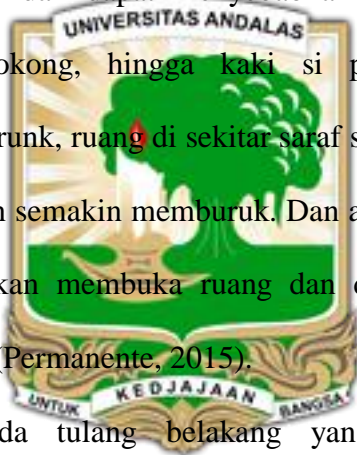 UNIVERSITAS ANDALAS
okong, hingga kaki si p
runk, ruang di sekitar saraf s
n semakin memburuk. Dan a
kan membuka ruang dan
(Permanente, 2015).
UNTUK KEDJAJAAN BANGSA
da tulang belakang yan